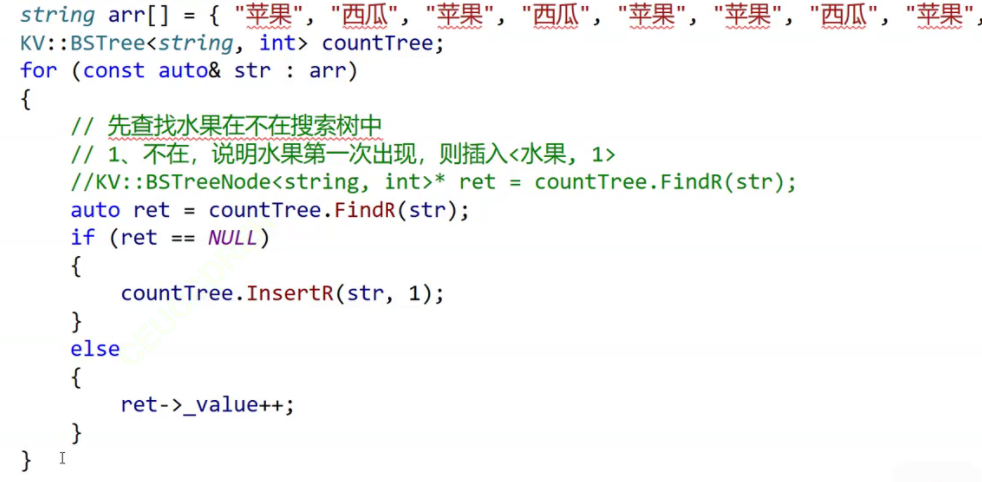 string arr[] = { "苹果", "西瓜", "苹果", "西瓜", "苹果", "苹果", "西瓜", "苹果",
KV::BSTree<string, int> countTree;
for (const auto& str : arr)
{
// 先查找水果在不在搜索树中
// 1、不在，说明水果第一次出现，则插入<水果, 1>
//KV::BSTreeNode<string, int>* ret = countTree.FindR(str);
auto ret = countTree.FindR(str);
if (ret == NULL)
{
countTree.InsertR(str, 1);
}
else
{
ret->_value++;
}
}